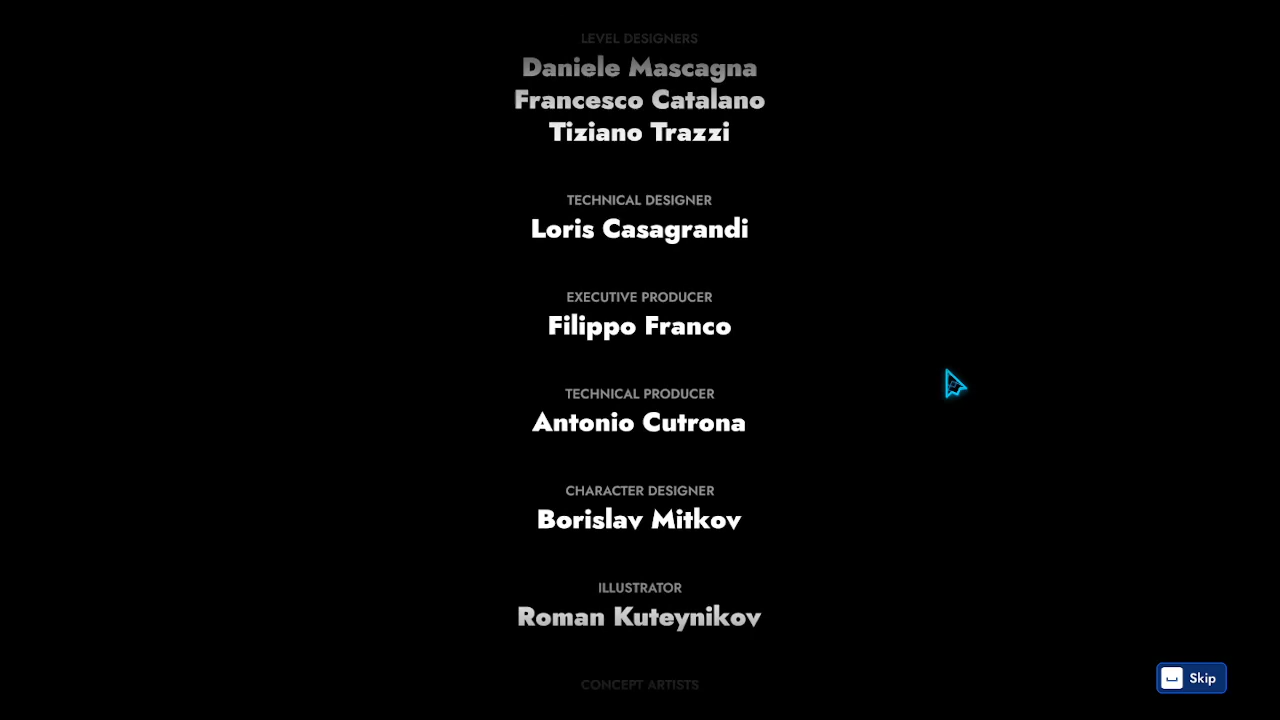 LEVEL DESIGNERS
Daniele Mascagna
Francesco Catalano
Tiziano Trazzi
TECHNICAL DESIGNER
Loris Casagrandi
EXECUTIVE PRODUCER
Filippo Franco
TECHNICAL PRODUCER
Antonio Cutrona
CHARACTER DESIGNER
Borislav Mitkov
ILLUSTRATOR
Roman Kuteynikov
CONCEPT ARTISTS
Skip